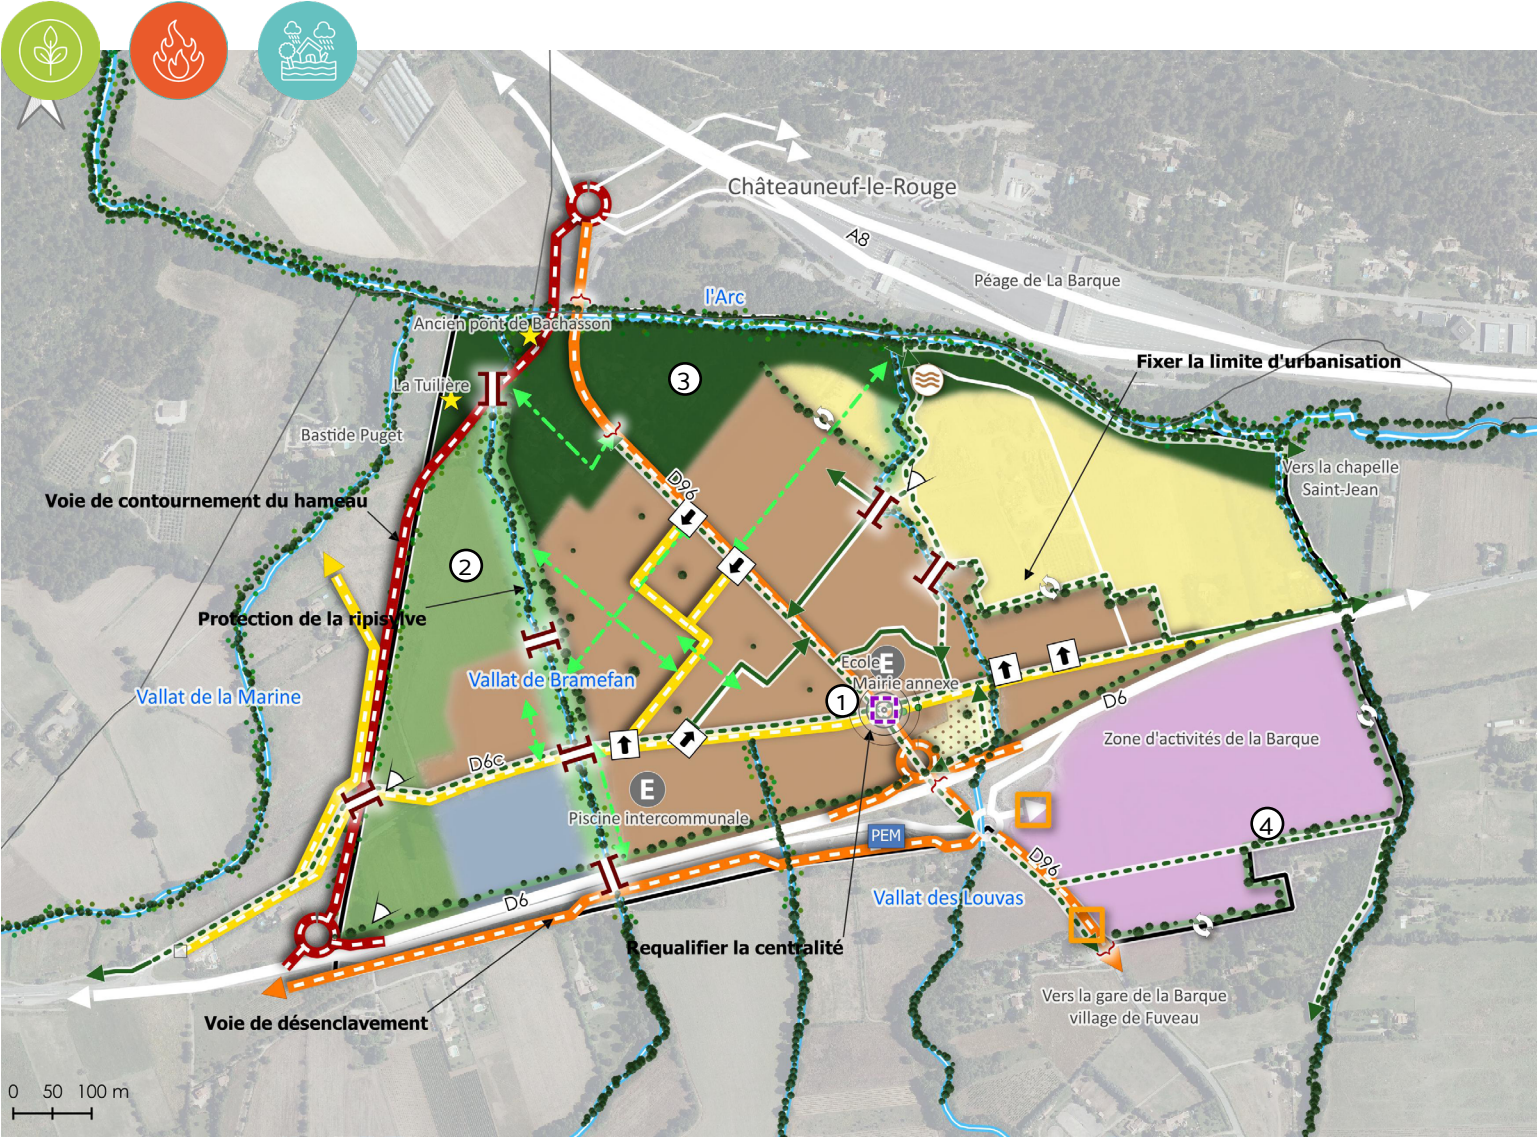 Châteauneuf-le-Rouge
A8
Péage de La Barque
l'Arc
Ancien pont de Bachasson
Fixer la limite d'urbanisation
La Tuilière
3
Bastide Puget
Vers la chapelle
Saint-Jean
Voie de contournement du hameau
D96
2
Protection de la ripisylve
Ecole
E
Mairie annexe
Vallat de Bramefan
Vallat de la Marine
1
D6
Zone d'activités de la Barque
D6c
E
Piscine intercommunale
PEM
4
D96
D6
Vallat des Louvas
Requalifier la centralité
Vers la gare de la Barque
village de Fuveau
Voie de désenclavement
0 50 100 m